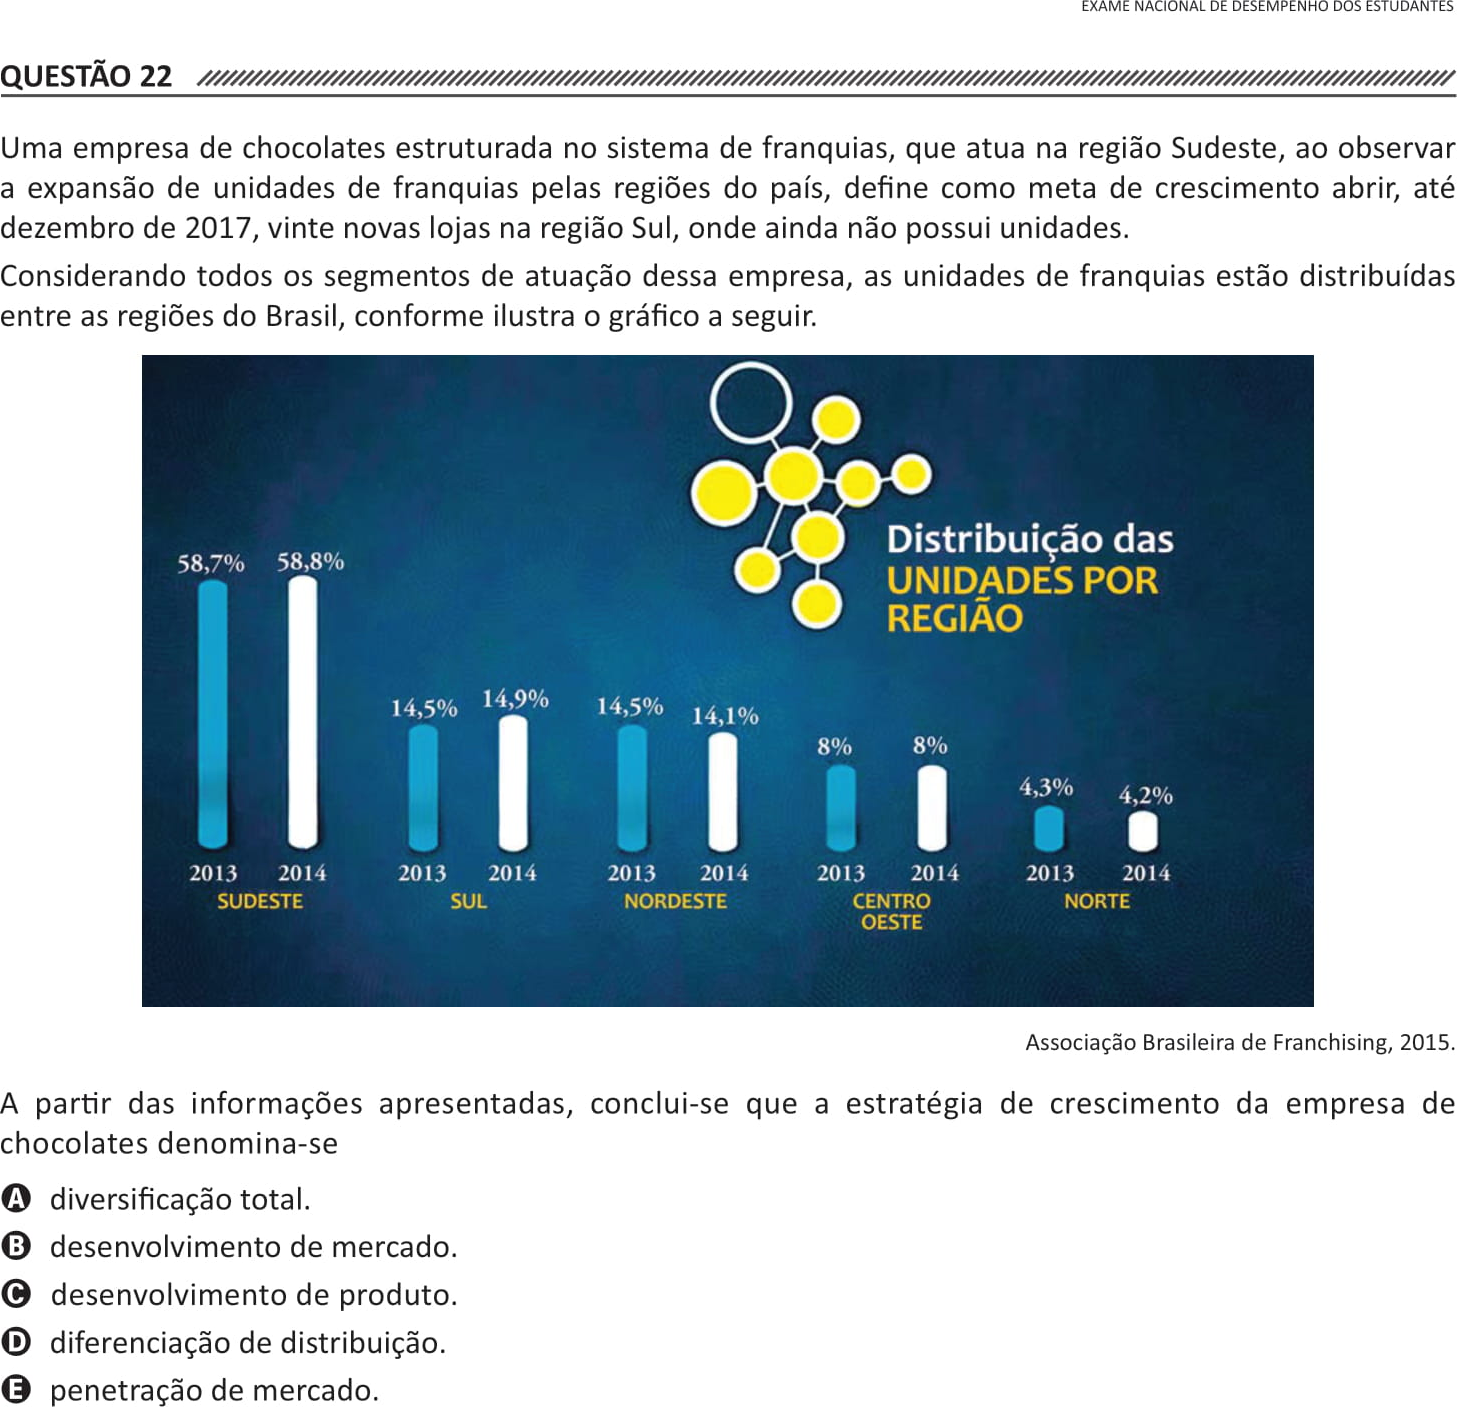 EXAME NACIONAL DE DESEMPENHO DOS ESTUDANTES
QUESTÃO 22
Uma empresa de chocolates estruturada no sistema de franquias, que atua na região Sudeste, ao observar
a expansão de unidades de franquias pelas regiões do país, define como meta de crescimento abrir, até
dezembro de 2017, vinte novas lojas na região Sul, onde ainda não possui unidades.
Considerando todos os segmentos de atuação dessa empresa, as unidades de franquias estão distribuídas
entre as regiões do Brasil, conforme ilustra o gráfico a seguir.
Distribuição das
UNIDADES POR
REGIÃO
58,7% 58,8%
14,5% 14,9%
14,5% 14,1%
8% 8%
4,3% 4,2%
2013 2014 2013 2014 2013 2014 2013 2014 2013 2014
SUDESTE SUL NORDESTE CENTRO NORTE
OESTE
Associação Brasileira de Franchising, 2015.
A partir das informações apresentadas, conclui-se que a estratégia de crescimento da empresa de
chocolates denomina-se
A diversificação total.
B desenvolvimento de mercado.
C desenvolvimento de produto.
D diferenciação de distribuição.
E penetração de mercado.